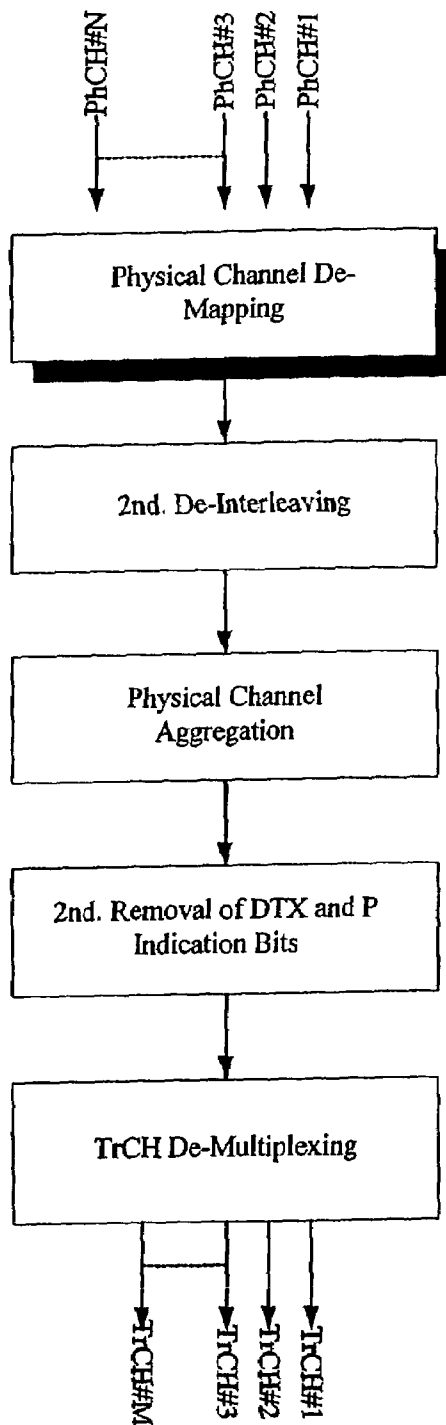 PhCH#N
PhCH#3
PhCH#2
PhCH#1
Physical Channel De-
Mapping
2nd. De-Interleaving
Physical Channel
Aggregation
2nd. Removal of DTX and P
Indication Bits
TrCH De-Multiplexing
TrCH#M
TrCH#3
TrCH#2
TrCH#1